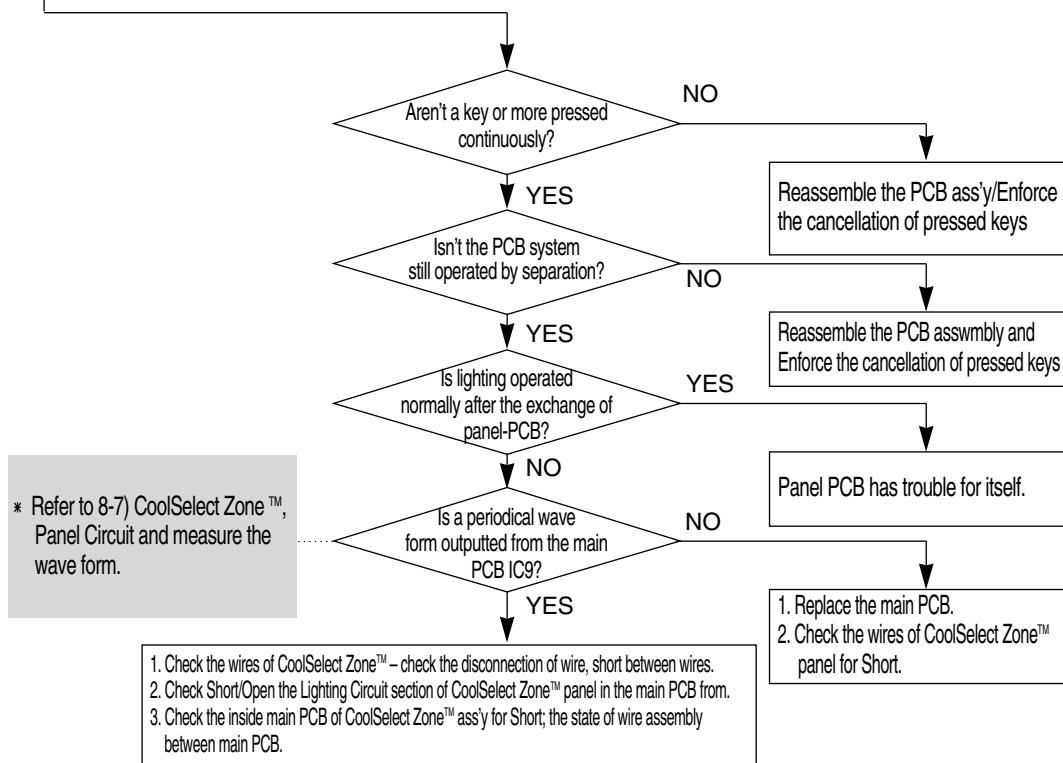 Aren't a key or more pressed
continuously?
NO
Reassemble the PCB ass'y/Enforce
the cancellation of pressed keys
YES
Isn't the PCB system
still operated by separation?
NO
Reassemble the PCB asswmbly and
Enforce the cancellation of pressed keys
YES
Is lighting operated
normally after the exchange of
panel-PCB?
YES
Panel PCB has trouble for itself.
NO
* Refer to 8-7) CoolSelect Zone ™,
Panel Circuit and measure the
wave form.
Is a periodical wave
form outputted from the main
PCB IC9?
NO
1. Replace the main PCB.
2. Check the wires of CoolSelect Zone™
panel for Short.
YES
1. Check the wires of CoolSelect Zone™ – check the disconnection of wire, short between wires.
2. Check Short/Open the Lighting Circuit section of CoolSelect Zone™ panel in the main PCB from.
3. Check the inside main PCB of CoolSelect Zone™ ass'y for Short; the state of wire assembly
between main PCB.